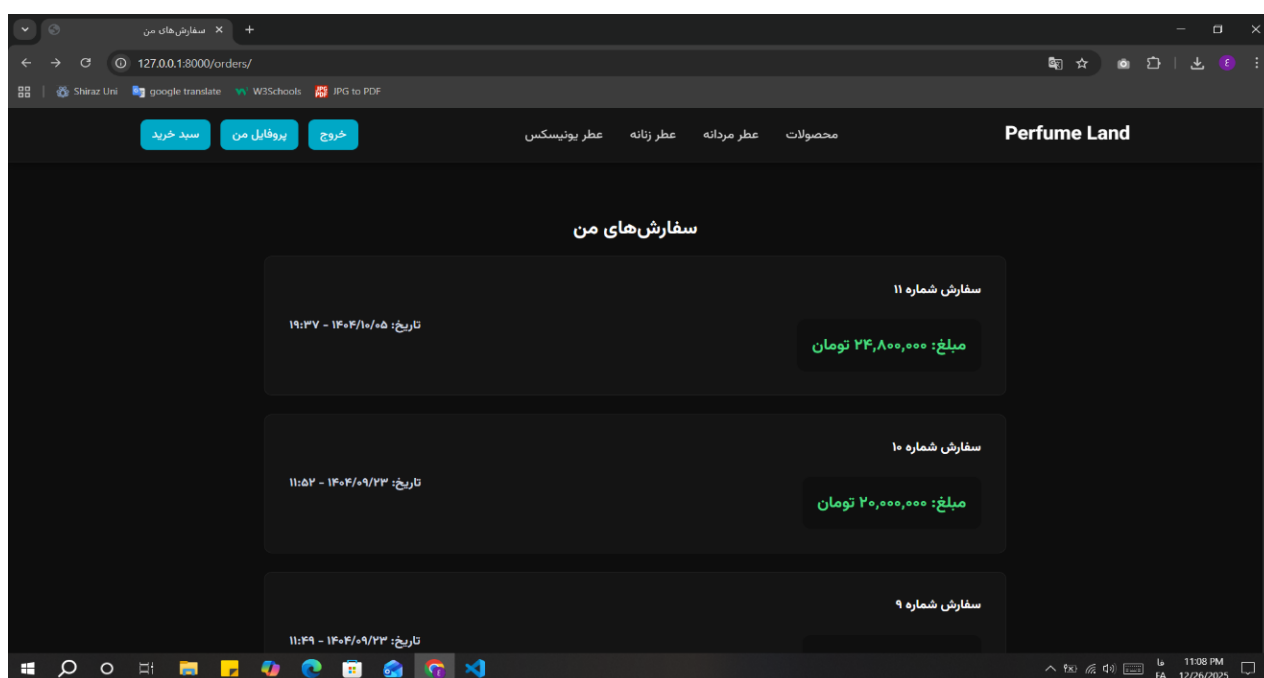 سفارش‌های من
127.0.0.1:8000/orders/
Shiraz Uni
google translate
W3Schools
JPG to PDF
Perfume Land
محصولات
عطر مردانه
عطر زنانه
عطر یونیسکس
خروج
پروفایل من
سبد خرید
سفارش‌های من
سفارش شماره ۱۱
مبلغ: ۲۴,۸۰۰,۰۰۰ تومان
تاریخ: ۱۴۰۴/۱۰/۰۵ - ۱۹:۳۷
سفارش شماره ۱۰
مبلغ: ۲۰,۰۰۰,۰۰۰ تومان
تاریخ: ۱۴۰۴/۰۹/۲۳ - ۱۱:۵۲
سفارش شماره ۹
تاریخ: ۱۴۰۴/۰۹/۲۳ - ۱۱:۴۹
فا
FA
11:08 PM
12/26/2025